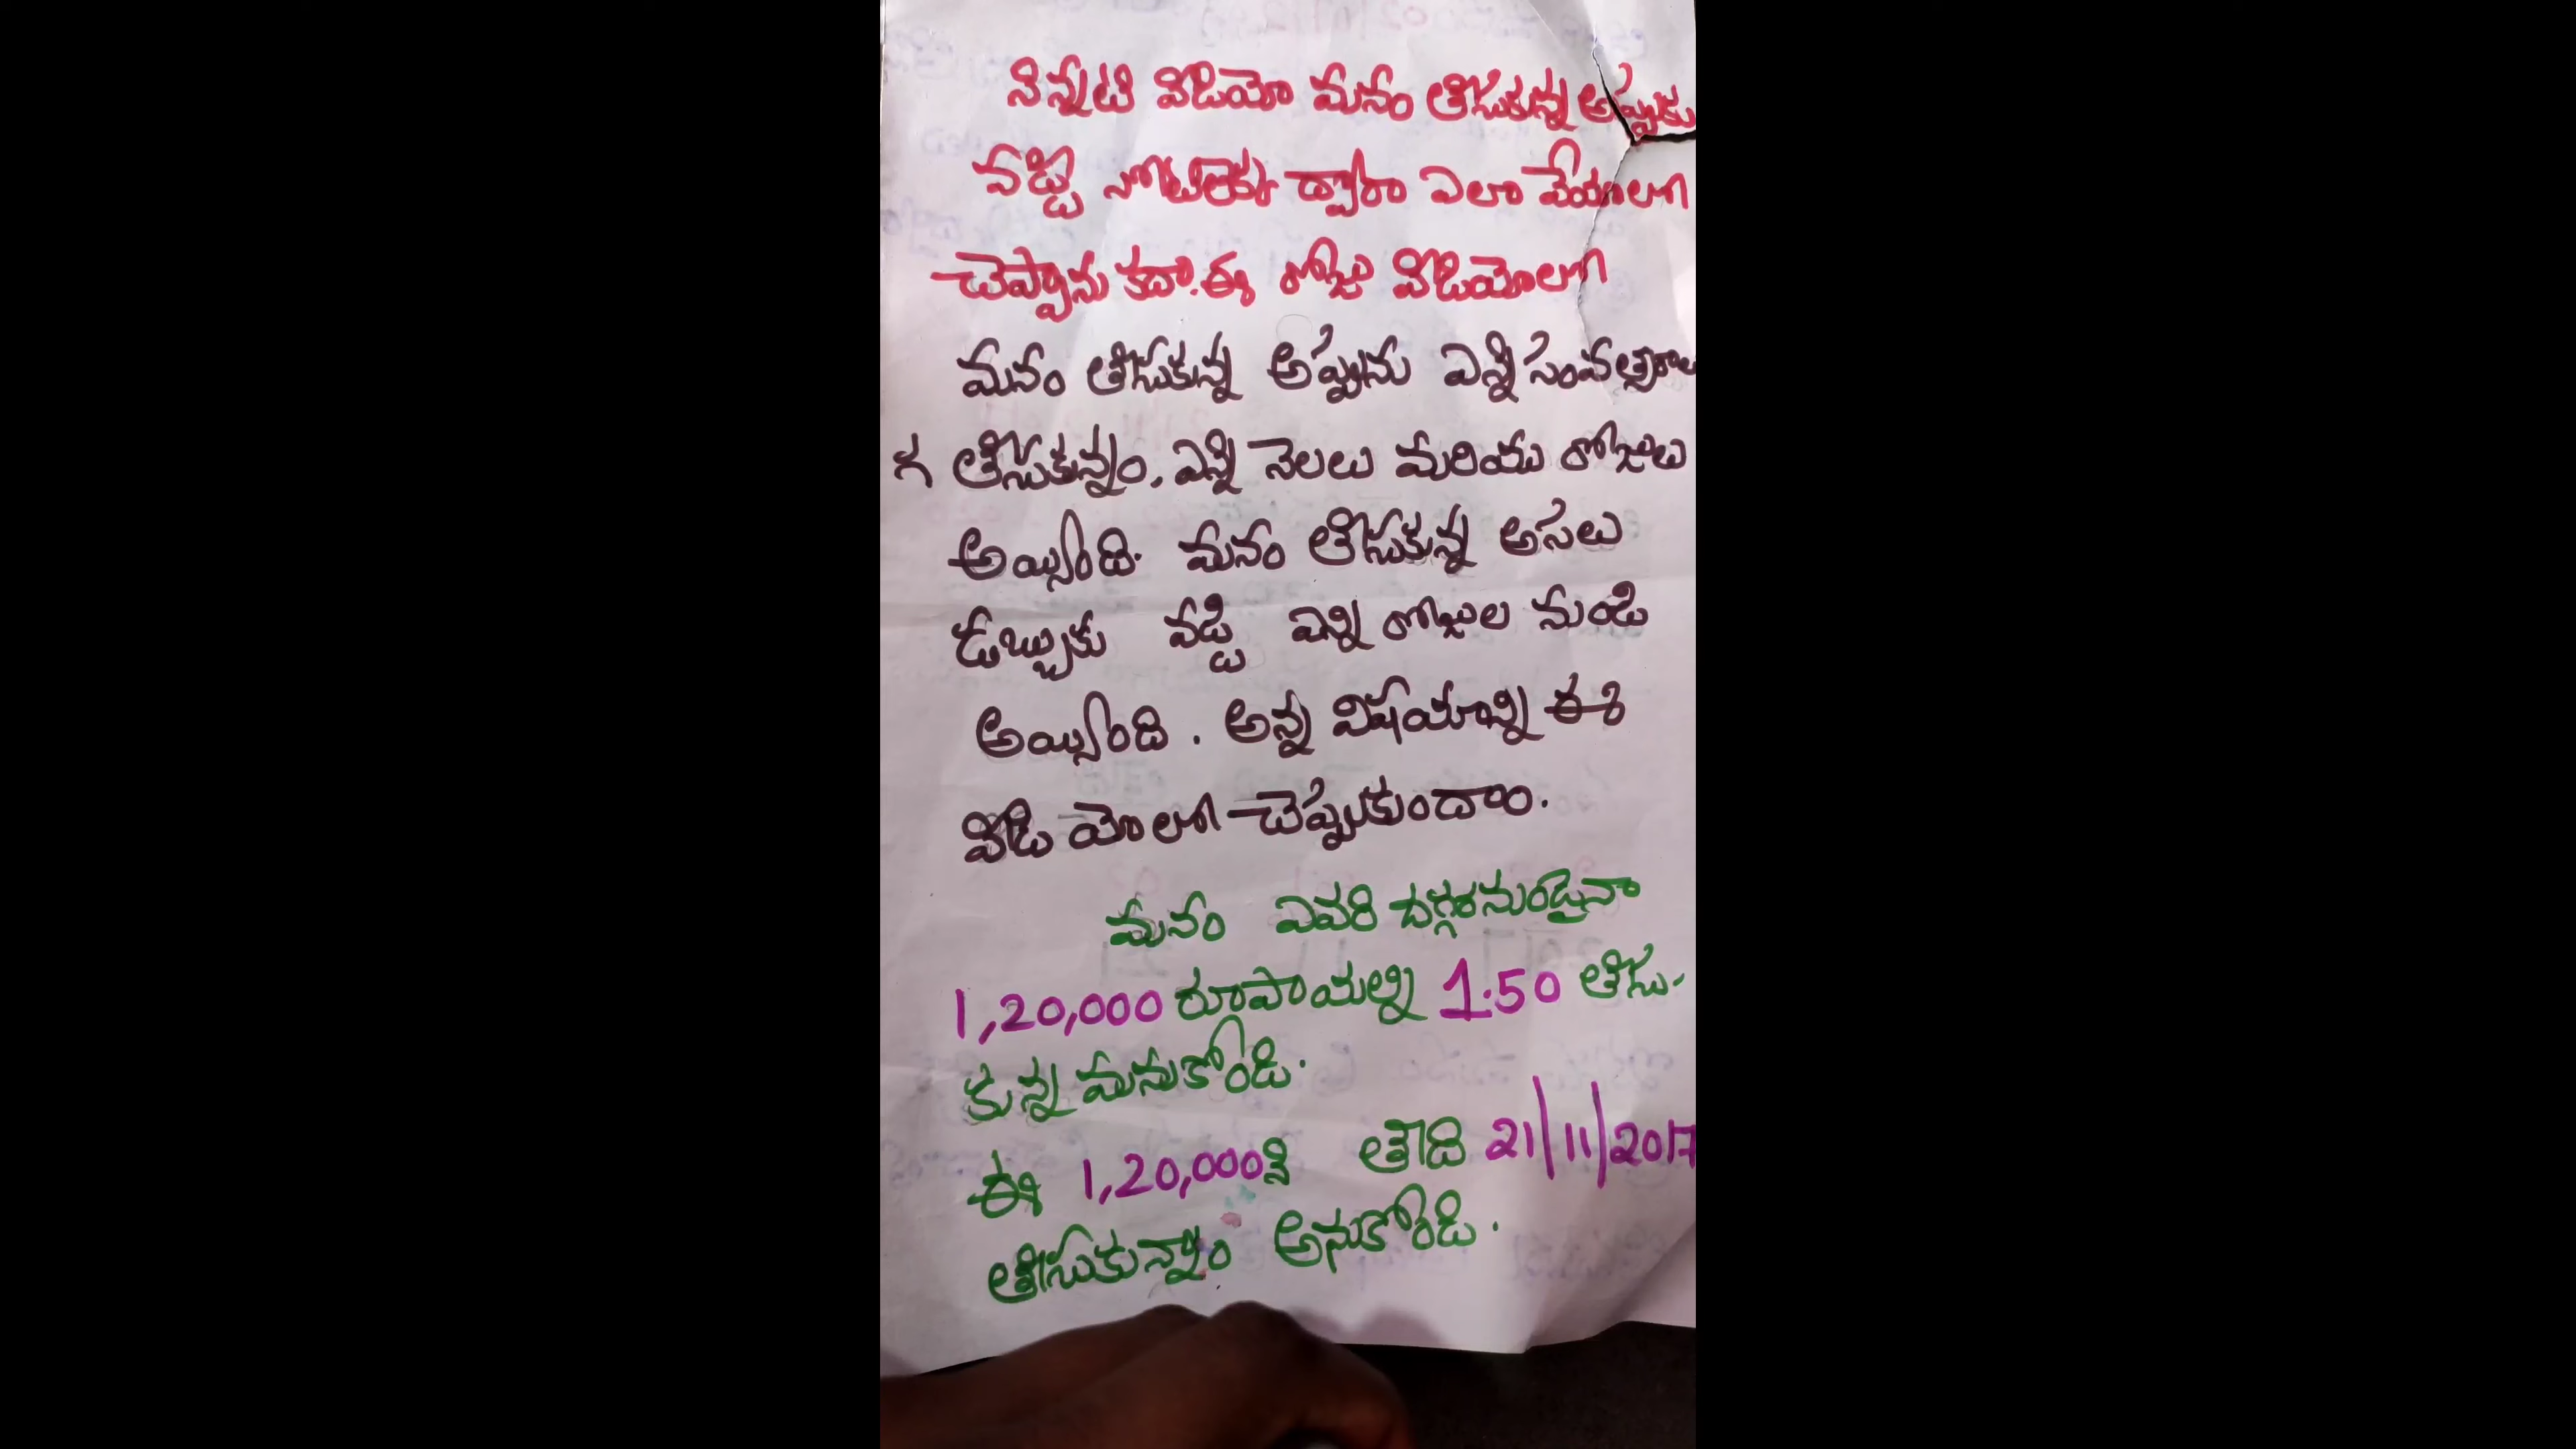 నిన్నటి విడియో మనం తీసుకున్న అప్పుకు
వడ్డి నోటిలెక్క ద్వారా ఎలా వేయాలో
చెప్పాను కదా. ఈ రోజు విడియోలో
మనం తీసుకున్న అప్పును ఎన్ని సంవత్సరాల
క్రి తీసుకున్నం. ఎన్ని నెలలు మరియు రోజులు
అయ్యింది. మనం తీసుకున్న అసలు
డబ్బుకు వడ్డి ఎన్ని రోజుల నుండి
అయ్యింది. అన్న విషయాన్ని ఈ
విడియోలో చెప్పుకుందాం.
మనం ఎవరి దగ్గరనుండైనా
1,20,000 రూపాయల్ని 1.50 తీసు-
కున్న మనుకోండి.
ఈ 1,20,000ని తేది 21/11/2017
తీసుకున్నాం అనుకోండి.